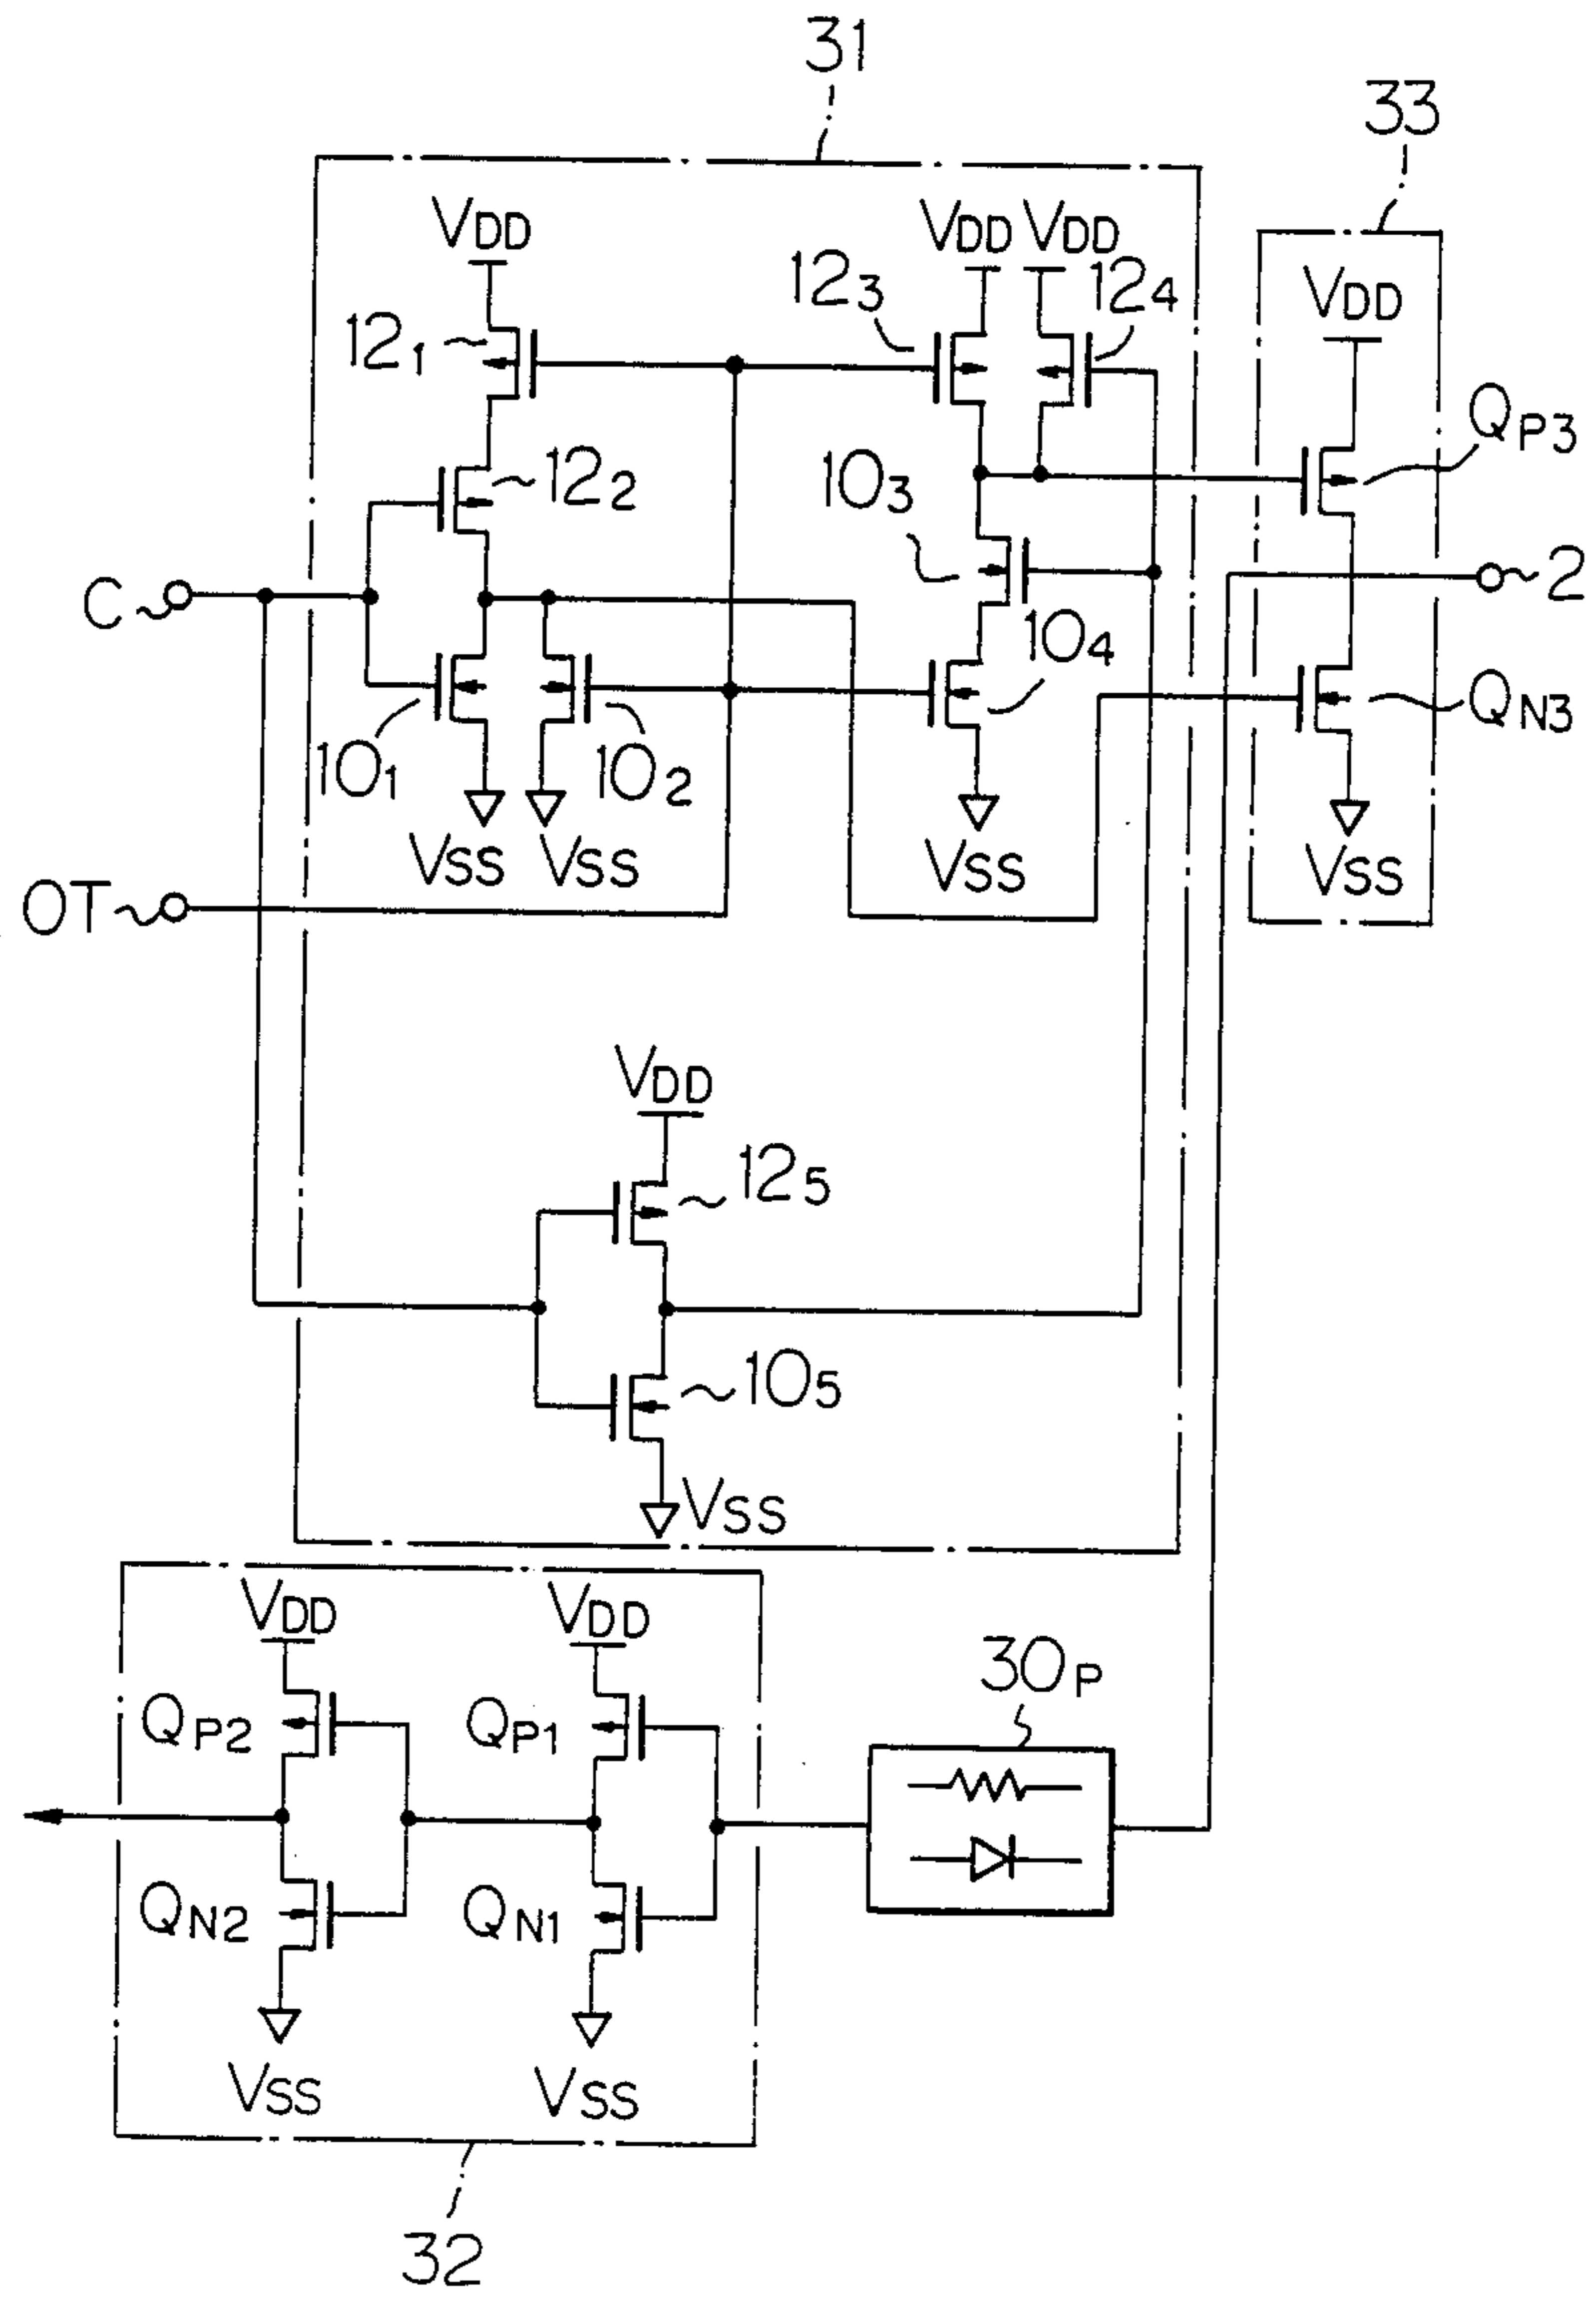 31
33
VDD
VDD VDD
VDD
12₁
12₃
12₄
12₂
QP3
10₃
C
2
10₄
10₁
10₂
QN3
VSS VSS
VSS
VSS
OT
VDD
12₅
10₅
VSS
VDD
VDD
30P
QP2
QP1
QN2
QN1
VSS
VSS
32